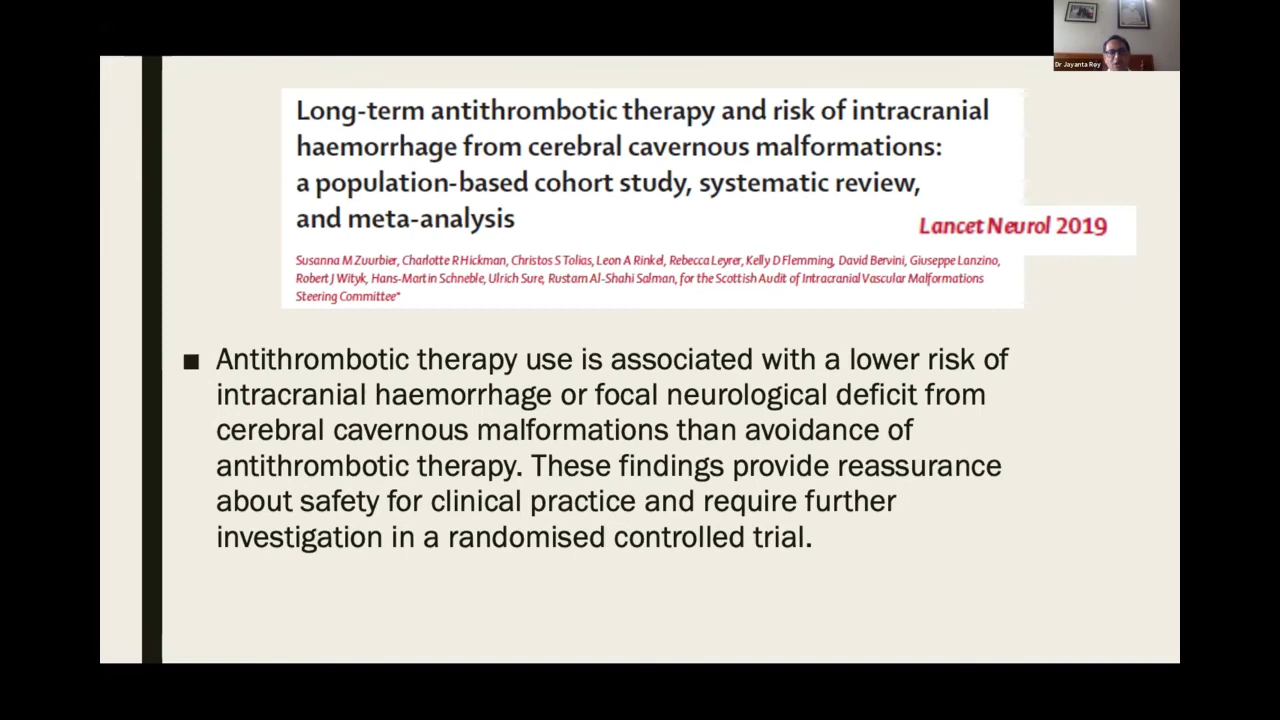 Dr Jayanta Roy
Long-term antithrombotic therapy and risk of intracranial
haemorrhage from cerebral cavernous malformations:
a population-based cohort study, systematic review,
and meta-analysis
Lancet Neurol 2019
Susanna M Zuurbier, Charlotte R Hickman, Christos S Tolias, Leon A Rinkel, Rebecca Leyrer, Kelly D Flemming, David Bervini, Giuseppe Lanzino,
Robert J Wityk, Hans-Martin Schneble, Ulrich Sure, Rustam Al-Shahi Salman, for the Scottish Audit of Intracranial Vascular Malformations
Steering Committee*
■ Antithrombotic therapy use is associated with a lower risk of
intracranial haemorrhage or focal neurological deficit from
cerebral cavernous malformations than avoidance of
antithrombotic therapy. These findings provide reassurance
about safety for clinical practice and require further
investigation in a randomised controlled trial.